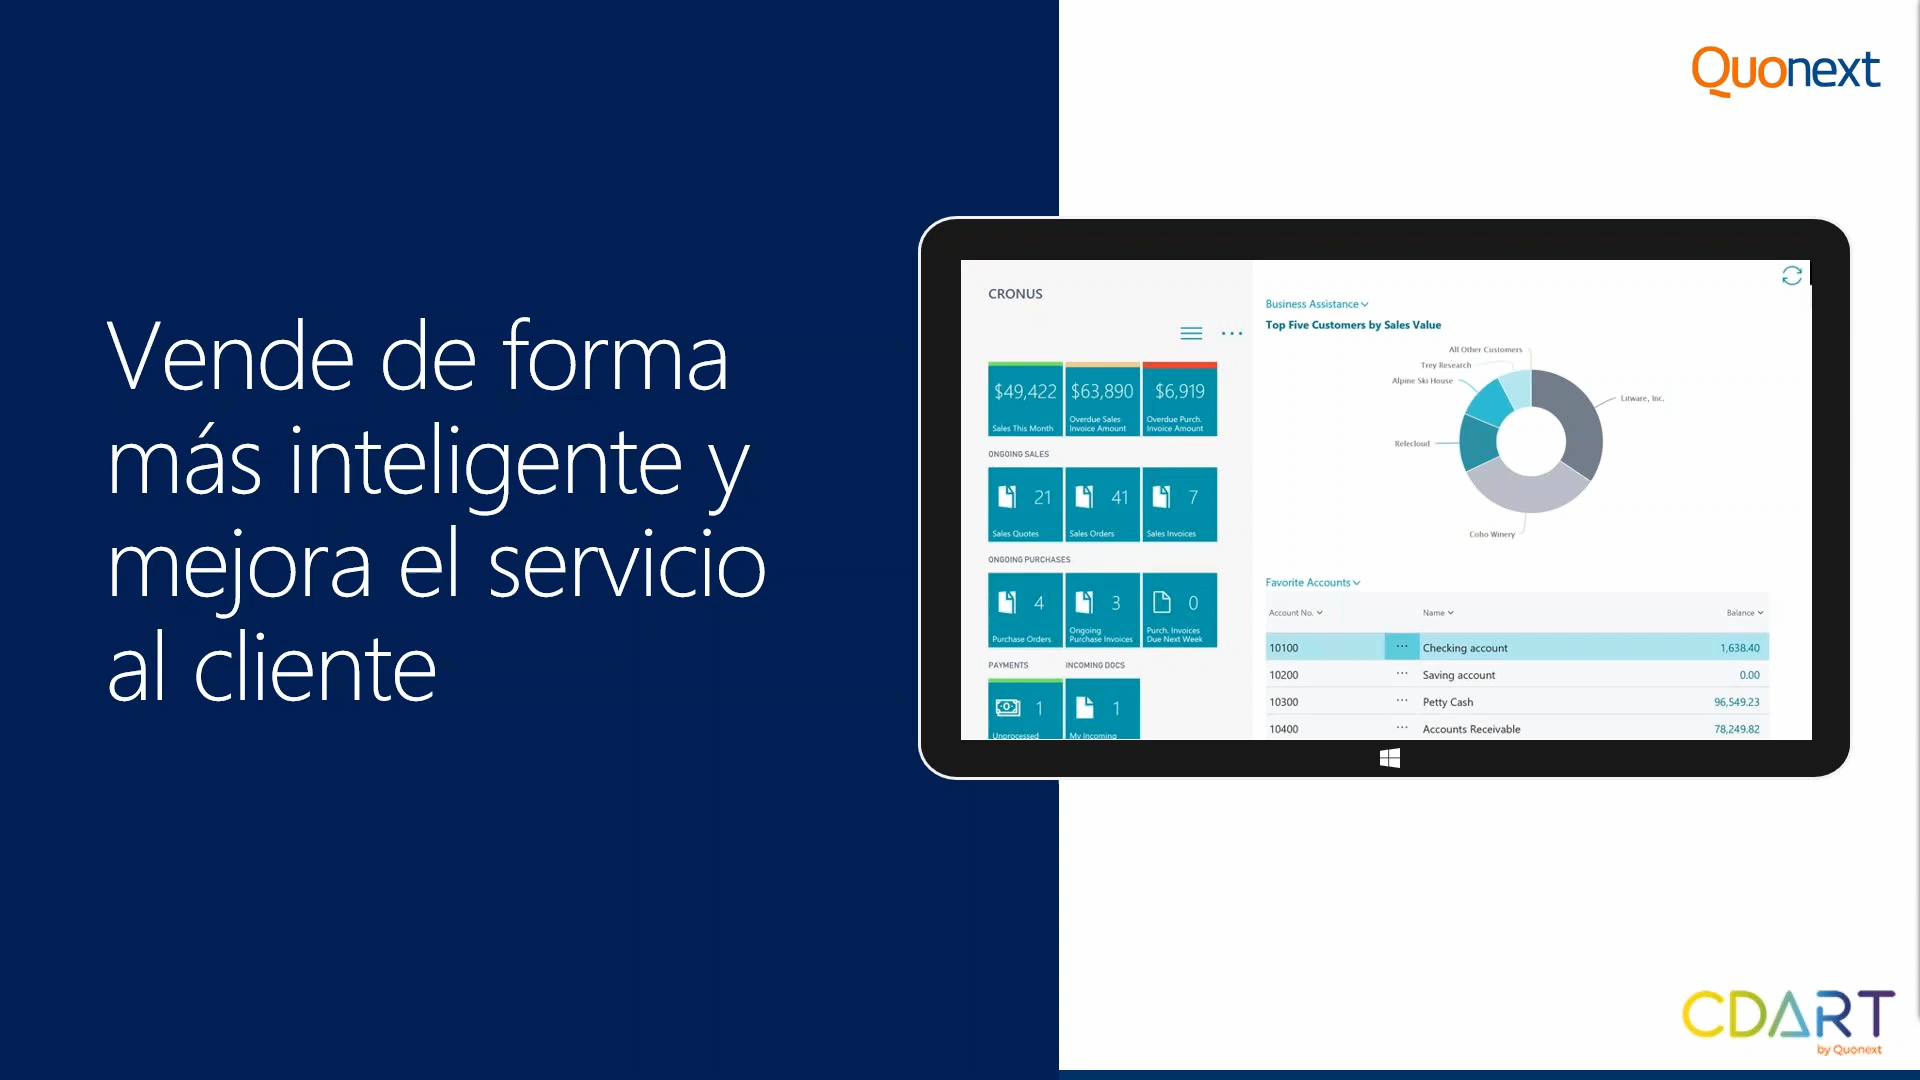 Quonext
Vende de forma
más inteligente y
mejora el servicio
al cliente
CRONUS
$49,422
Sales This Month
$63,890
Overdue Sales
Invoice Amount
$6,919
Overdue Purch.
Invoice Amount
ONGOING SALES
21
Sales Quotes
41
Sales Orders
7
Sales Invoices
ONGOING PURCHASES
4
Purchase Orders
3
Ongoing
Purchase Invoices
0
Purch. Invoices
Due Next Week
PAYMENTS
INCOMING DOCS
1
Unprocessed
1
My Incoming
Business Assistance
Top Five Customers by Sales Value
All Other Customers
Trey Research
Alpine Ski House
Litware, Inc.
Relecloud
Coho Winery
Favorite Accounts
Account No. Name Balance
10100 ... Checking account 1,638.40
10200 ... Saving account 0.00
10300 ... Petty Cash 96,549.23
10400 ... Accounts Receivable 78,249.82
CDART
by Quonext